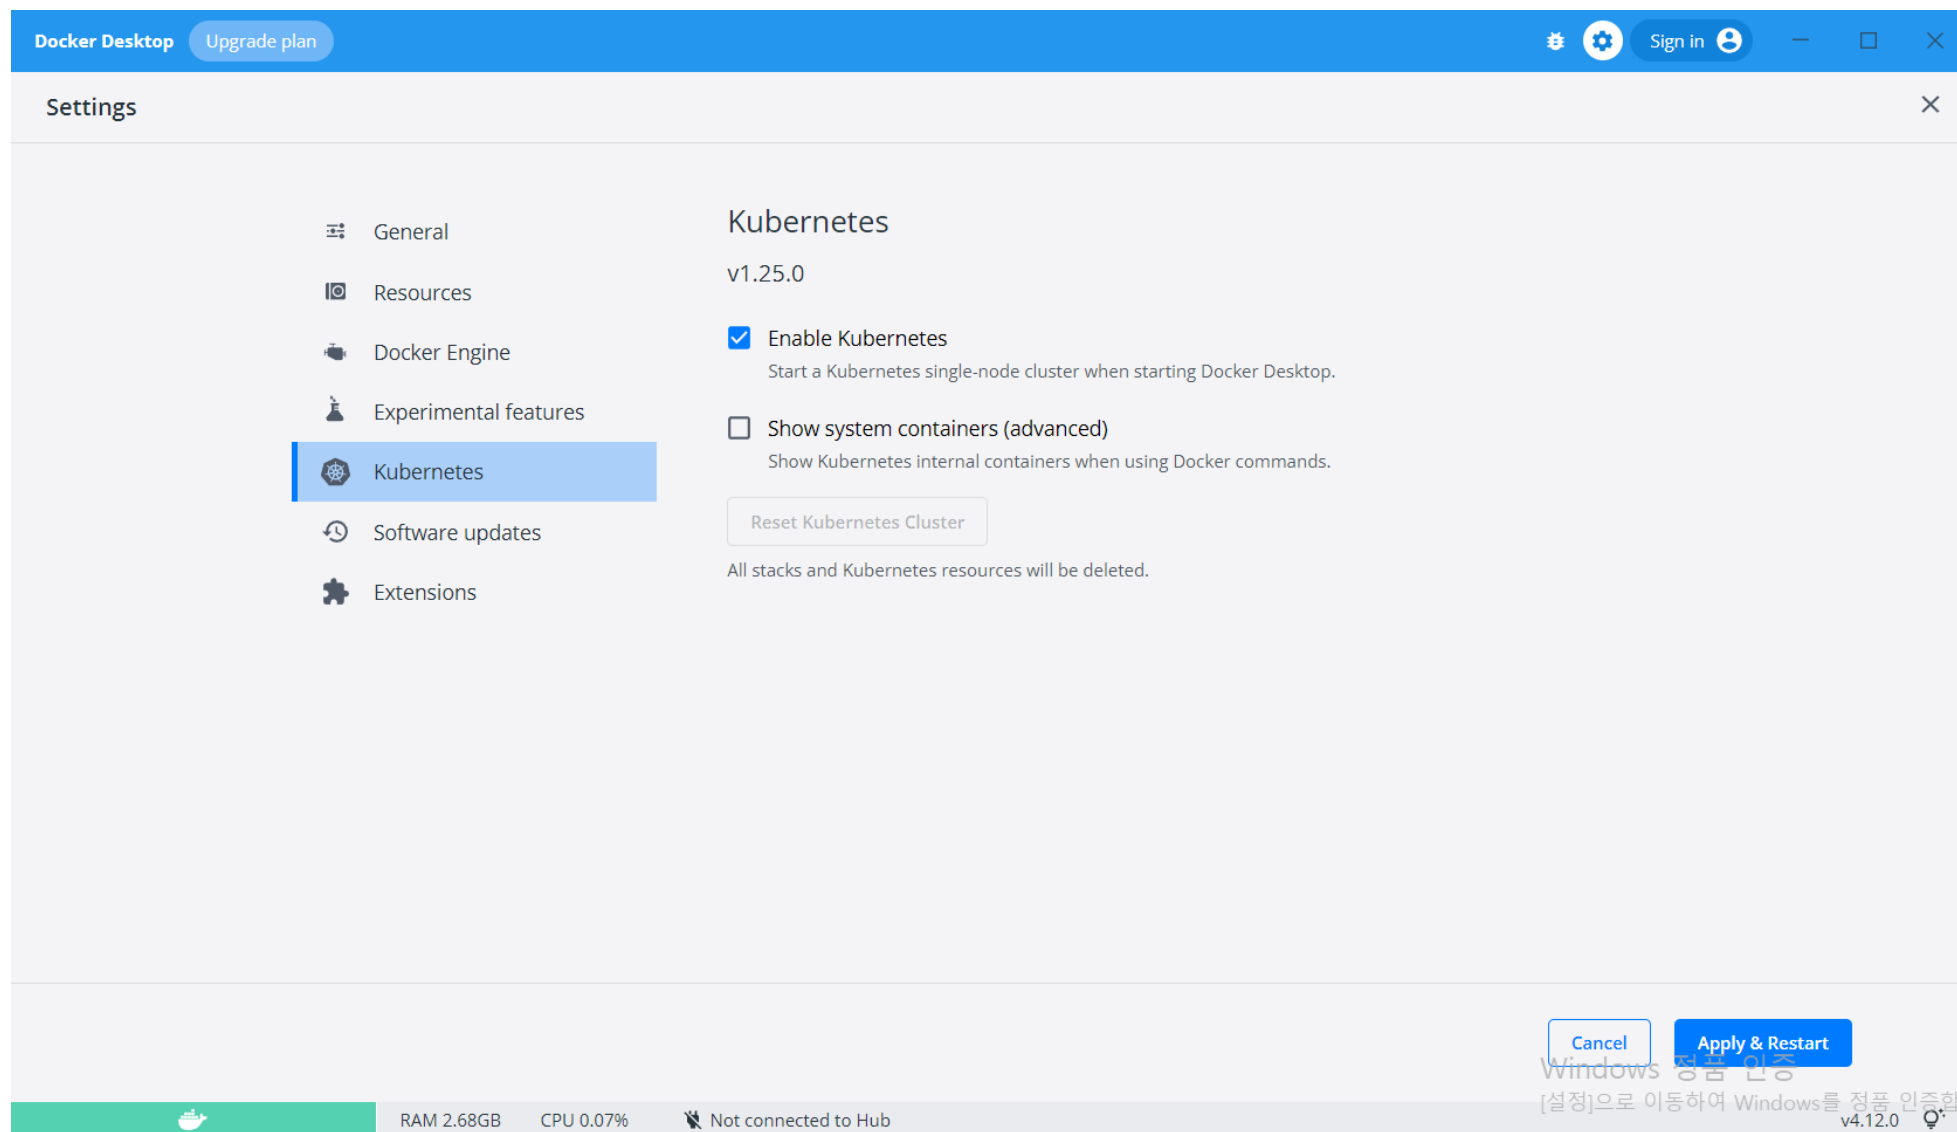 Docker Desktop Upgrade plan Sign in
Settings
General
Resources
Docker Engine
Experimental features
Kubernetes
Software updates
Extensions
Kubernetes
v1.25.0
Enable Kubernetes
Start a Kubernetes single-node cluster when starting Docker Desktop.
Show system containers (advanced)
Show Kubernetes internal containers when using Docker commands.
Reset Kubernetes Cluster
All stacks and Kubernetes resources will be deleted.
Cancel Apply & Restart
Windows 정품 인증
[설정]으로 이동하여 Windows를 정품 인증합
RAM 2.68GB CPU 0.07% Not connected to Hub v4.12.0